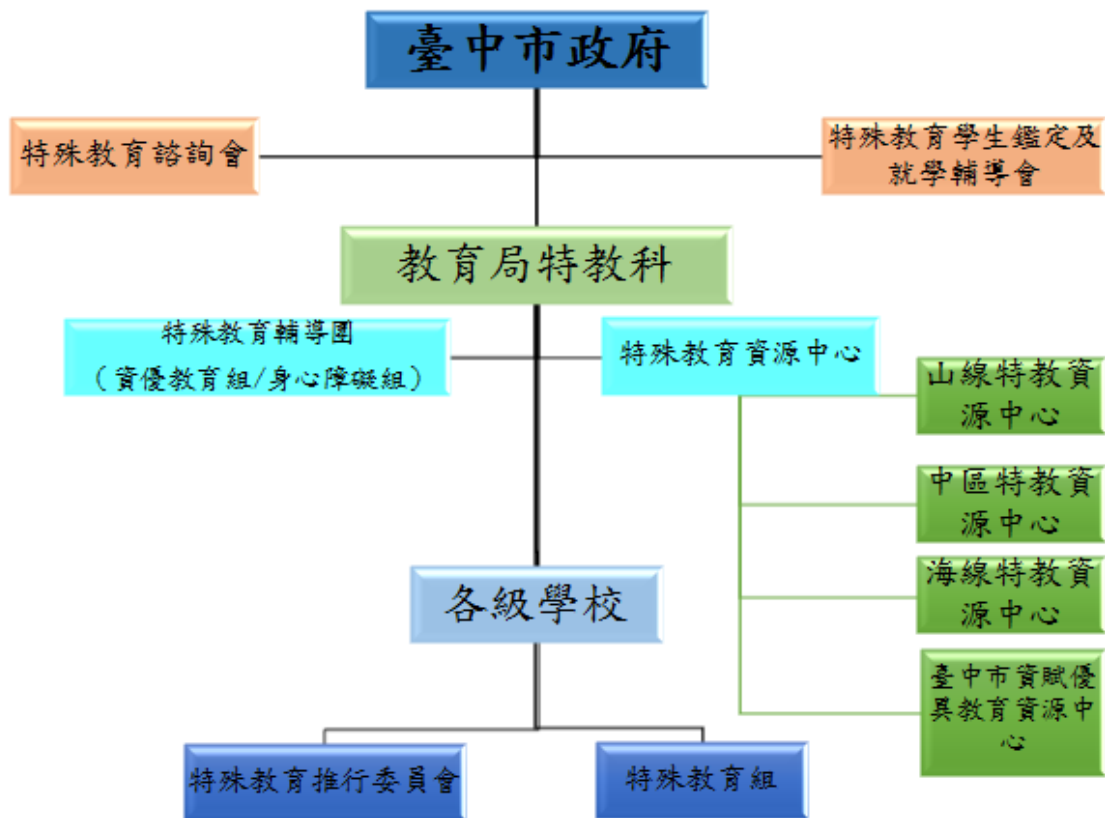 臺中市政府
特殊教育諮詢會
特殊教育學生鑑定及
就學輔導會
教育局特教科
特殊教育輔導團
（資優教育組/身心障礙組）
特殊教育資源中心
山線特教資
源中心
中區特教資
源中心
海線特教資
源中心
臺中市資賦優
異教育資源中
心
各級學校
特殊教育推行委員會
特殊教育組